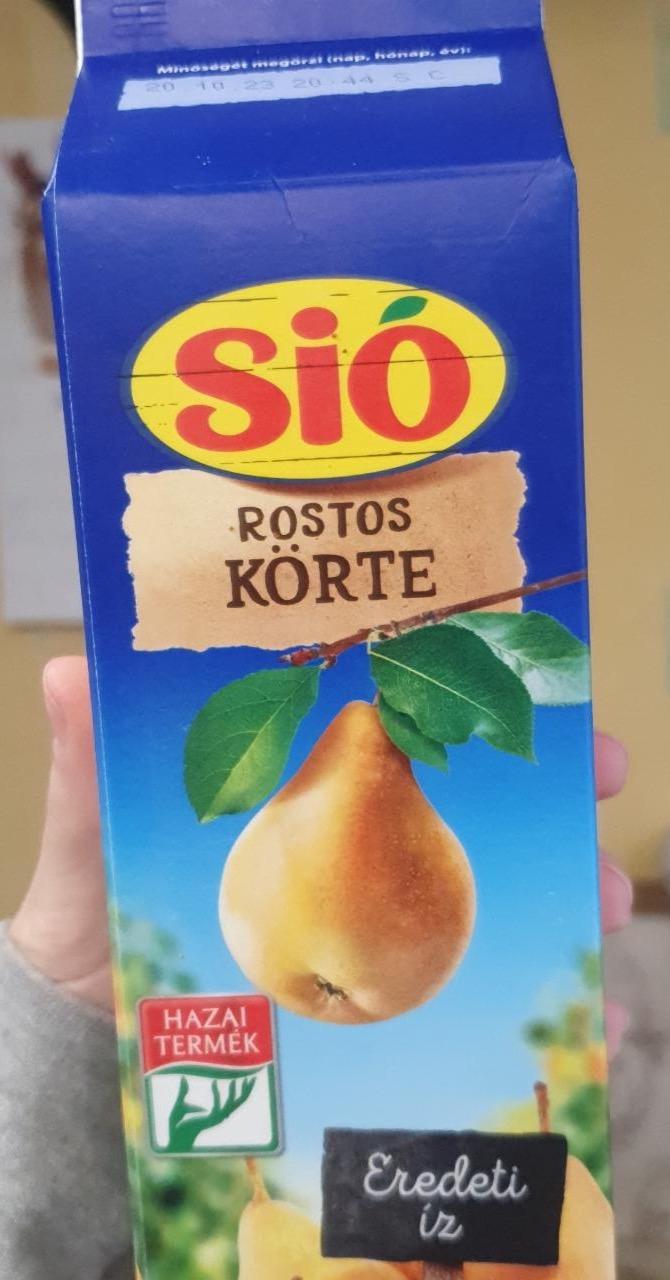 Minőségét megőrzi (nap, hónap, év):
20 10 23 20:44 S C
Sió
ROSTOS
KÖRTE
HAZAI
TERMÉK
Eredeti
íz